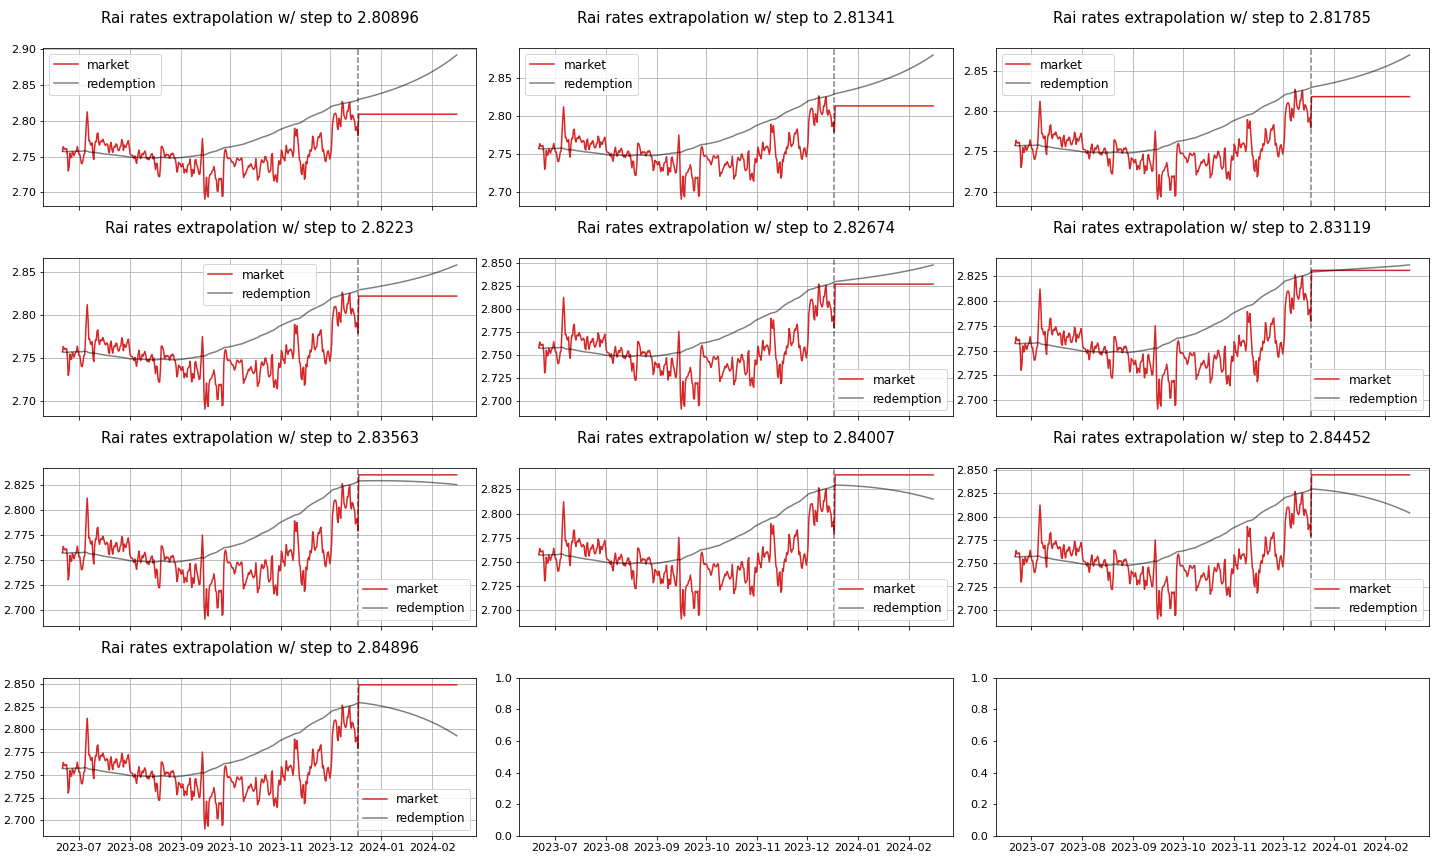 Rai rates extrapolation w/ step to 2.80896
Rai rates extrapolation w/ step to 2.81341
Rai rates extrapolation w/ step to 2.81785
2.90
2.85
2.80
2.75
2.70
market
redemption
2.85
2.80
2.75
2.70
market
redemption
2.85
2.80
2.75
2.70
market
redemption
Rai rates extrapolation w/ step to 2.8223
Rai rates extrapolation w/ step to 2.82674
Rai rates extrapolation w/ step to 2.83119
2.85
2.80
2.75
2.70
market
redemption
2.850
2.825
2.800
2.775
2.750
2.725
2.700
market
redemption
2.825
2.800
2.775
2.750
2.725
2.700
market
redemption
Rai rates extrapolation w/ step to 2.83563
Rai rates extrapolation w/ step to 2.84007
Rai rates extrapolation w/ step to 2.84452
2.825
2.800
2.775
2.750
2.725
2.700
market
redemption
2.825
2.800
2.775
2.750
2.725
2.700
market
redemption
2.850
2.825
2.800
2.775
2.750
2.725
2.700
market
redemption
Rai rates extrapolation w/ step to 2.84896
2.850
2.825
2.800
2.775
2.750
2.725
2.700
market
redemption
2023-07 2023-08 2023-09 2023-10 2023-11 2023-12 2024-01 2024-02
1.0
0.8
0.6
0.4
0.2
0.0
2023-07 2023-08 2023-09 2023-10 2023-11 2023-12 2024-01 2024-02
1.0
0.8
0.6
0.4
0.2
0.0
2023-07 2023-08 2023-09 2023-10 2023-11 2023-12 2024-01 2024-02